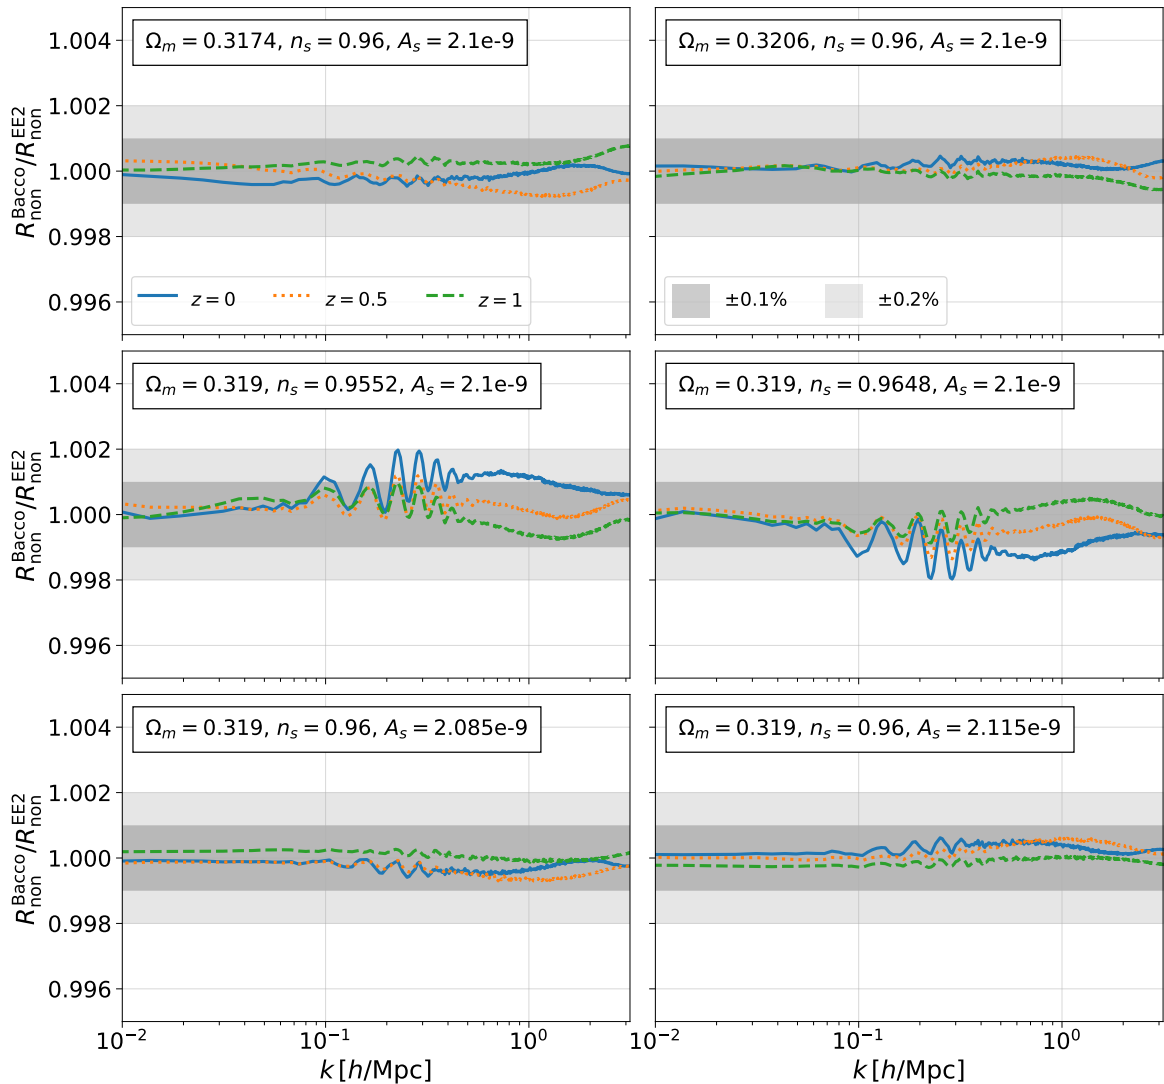 Ωm = 0.3174, ns = 0.96, As = 2.1e-9
Ωm = 0.3206, ns = 0.96, As = 2.1e-9
1.004
1.002
1.000
0.998
0.996
R_non^Bacco/R_non^EE2
z = 0
z = 0.5
z = 1
±0.1%
±0.2%
Ωm = 0.319, ns = 0.9552, As = 2.1e-9
Ωm = 0.319, ns = 0.9648, As = 2.1e-9
1.004
1.002
1.000
0.998
0.996
R_non^Bacco/R_non^EE2
Ωm = 0.319, ns = 0.96, As = 2.085e-9
Ωm = 0.319, ns = 0.96, As = 2.115e-9
1.004
1.002
1.000
0.998
0.996
R_non^Bacco/R_non^EE2
10⁻² 10⁻¹ 10⁰
10⁻² 10⁻¹ 10⁰
k [h/Mpc]
k [h/Mpc]